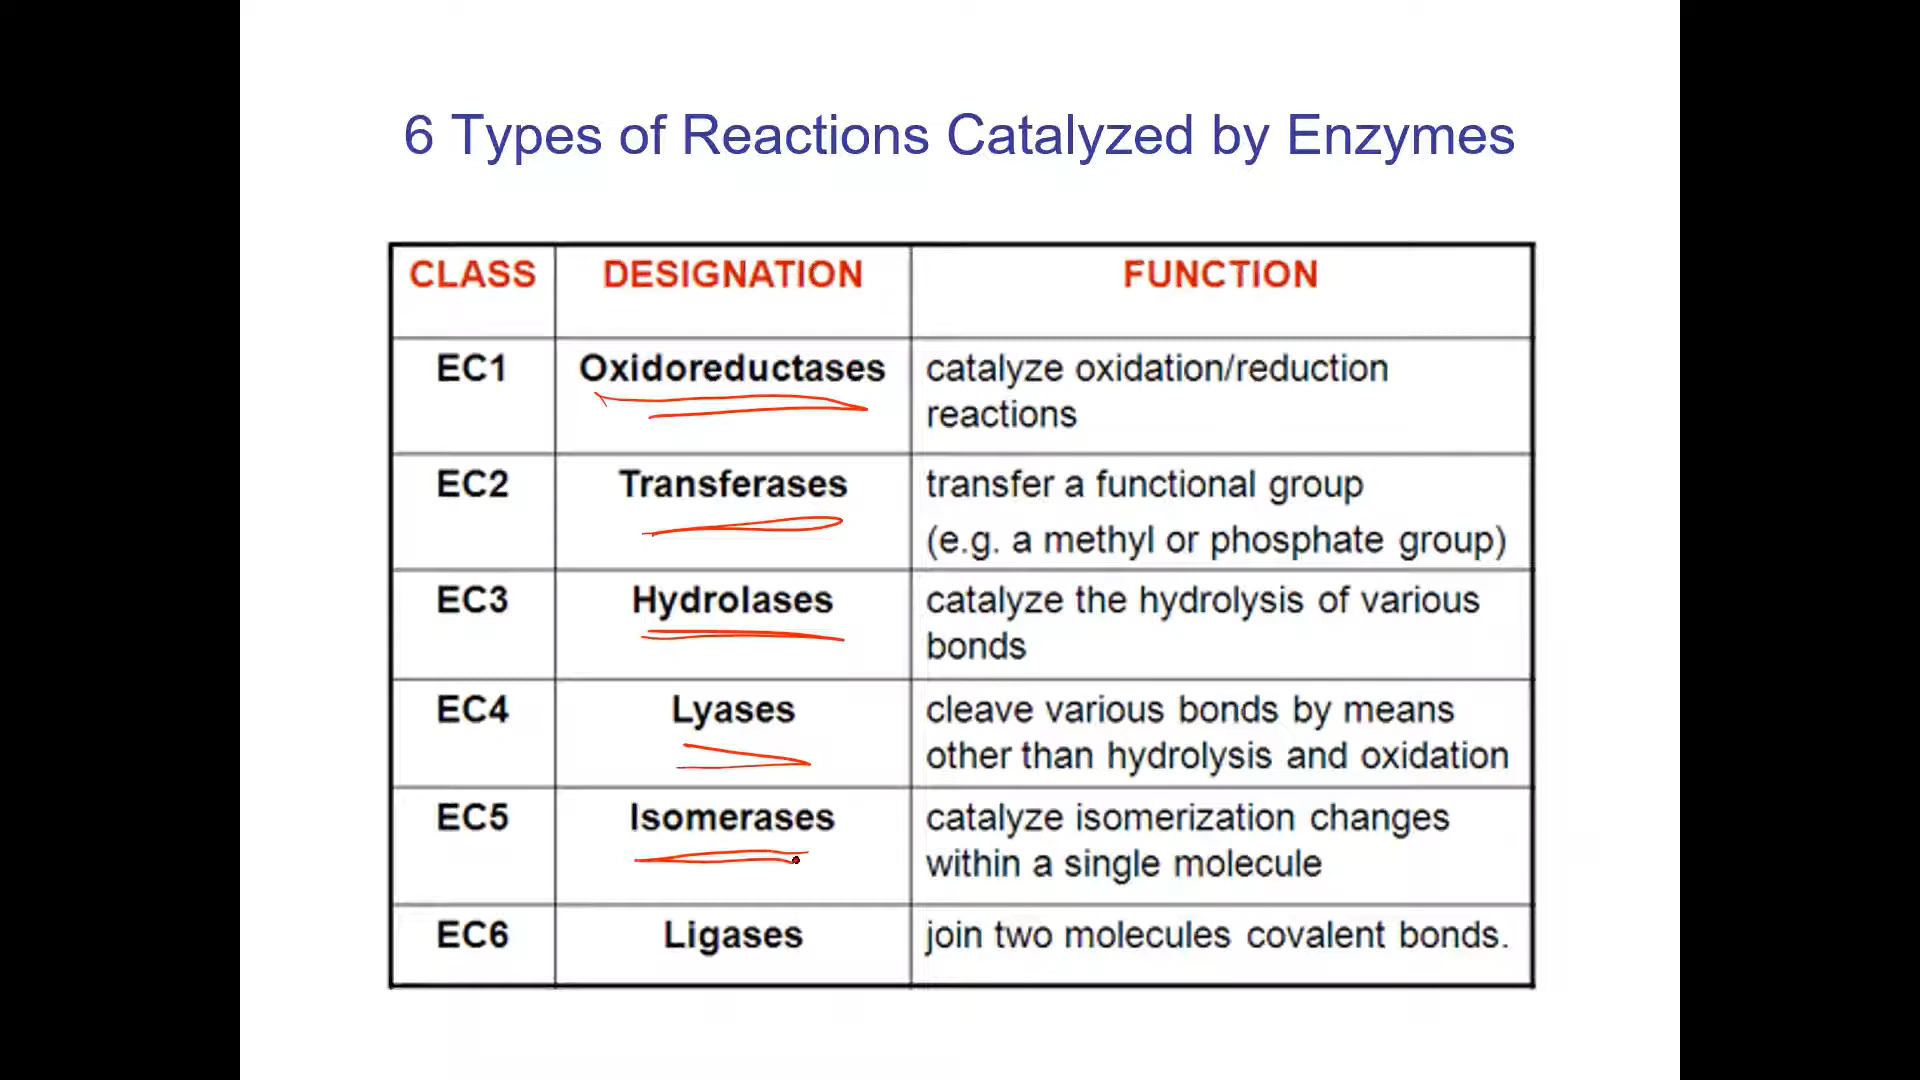 6 Types of Reactions Catalyzed by Enzymes
CLASS DESIGNATION FUNCTION
EC1 Oxidoreductases catalyze oxidation/reduction
reactions
EC2 Transferases transfer a functional group
(e.g. a methyl or phosphate group)
EC3 Hydrolases catalyze the hydrolysis of various
bonds
EC4 Lyases cleave various bonds by means
other than hydrolysis and oxidation
EC5 Isomerases catalyze isomerization changes
within a single molecule
EC6 Ligases join two molecules covalent bonds.